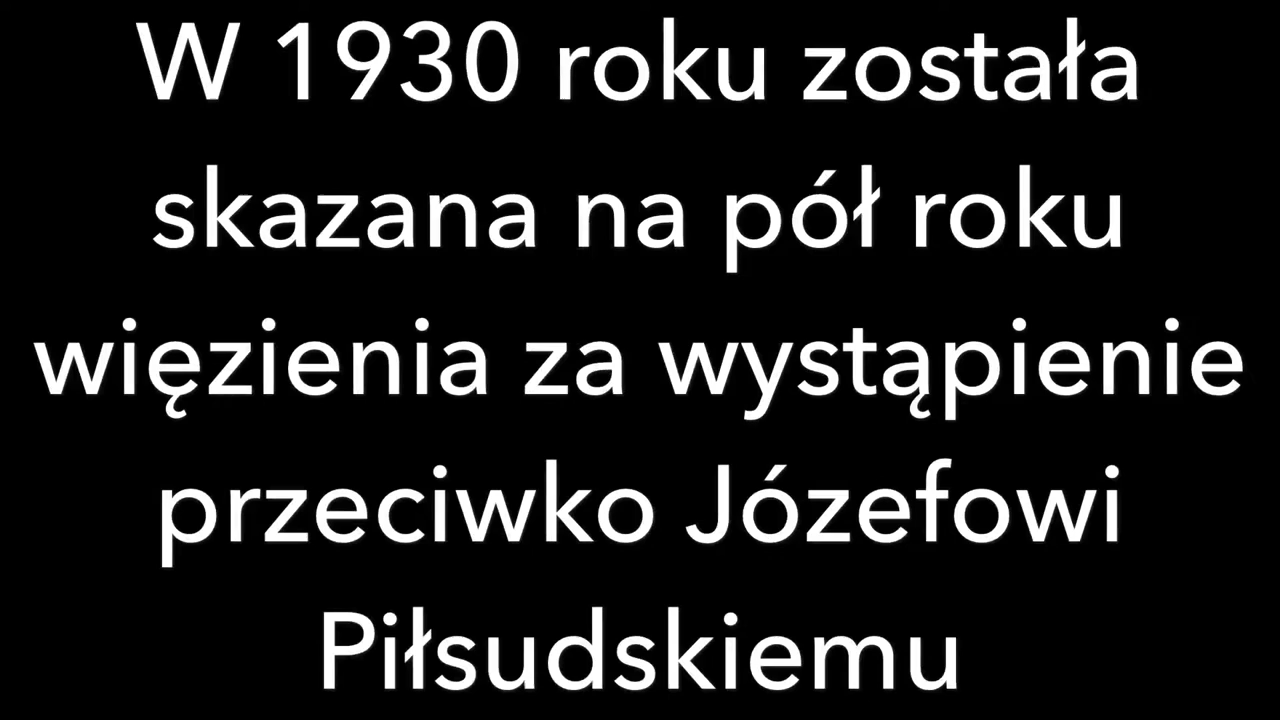 W 1930 roku została
skazana na pół roku
więzienia za wystąpienie
przeciwko Józefowi
Piłsudskiemu